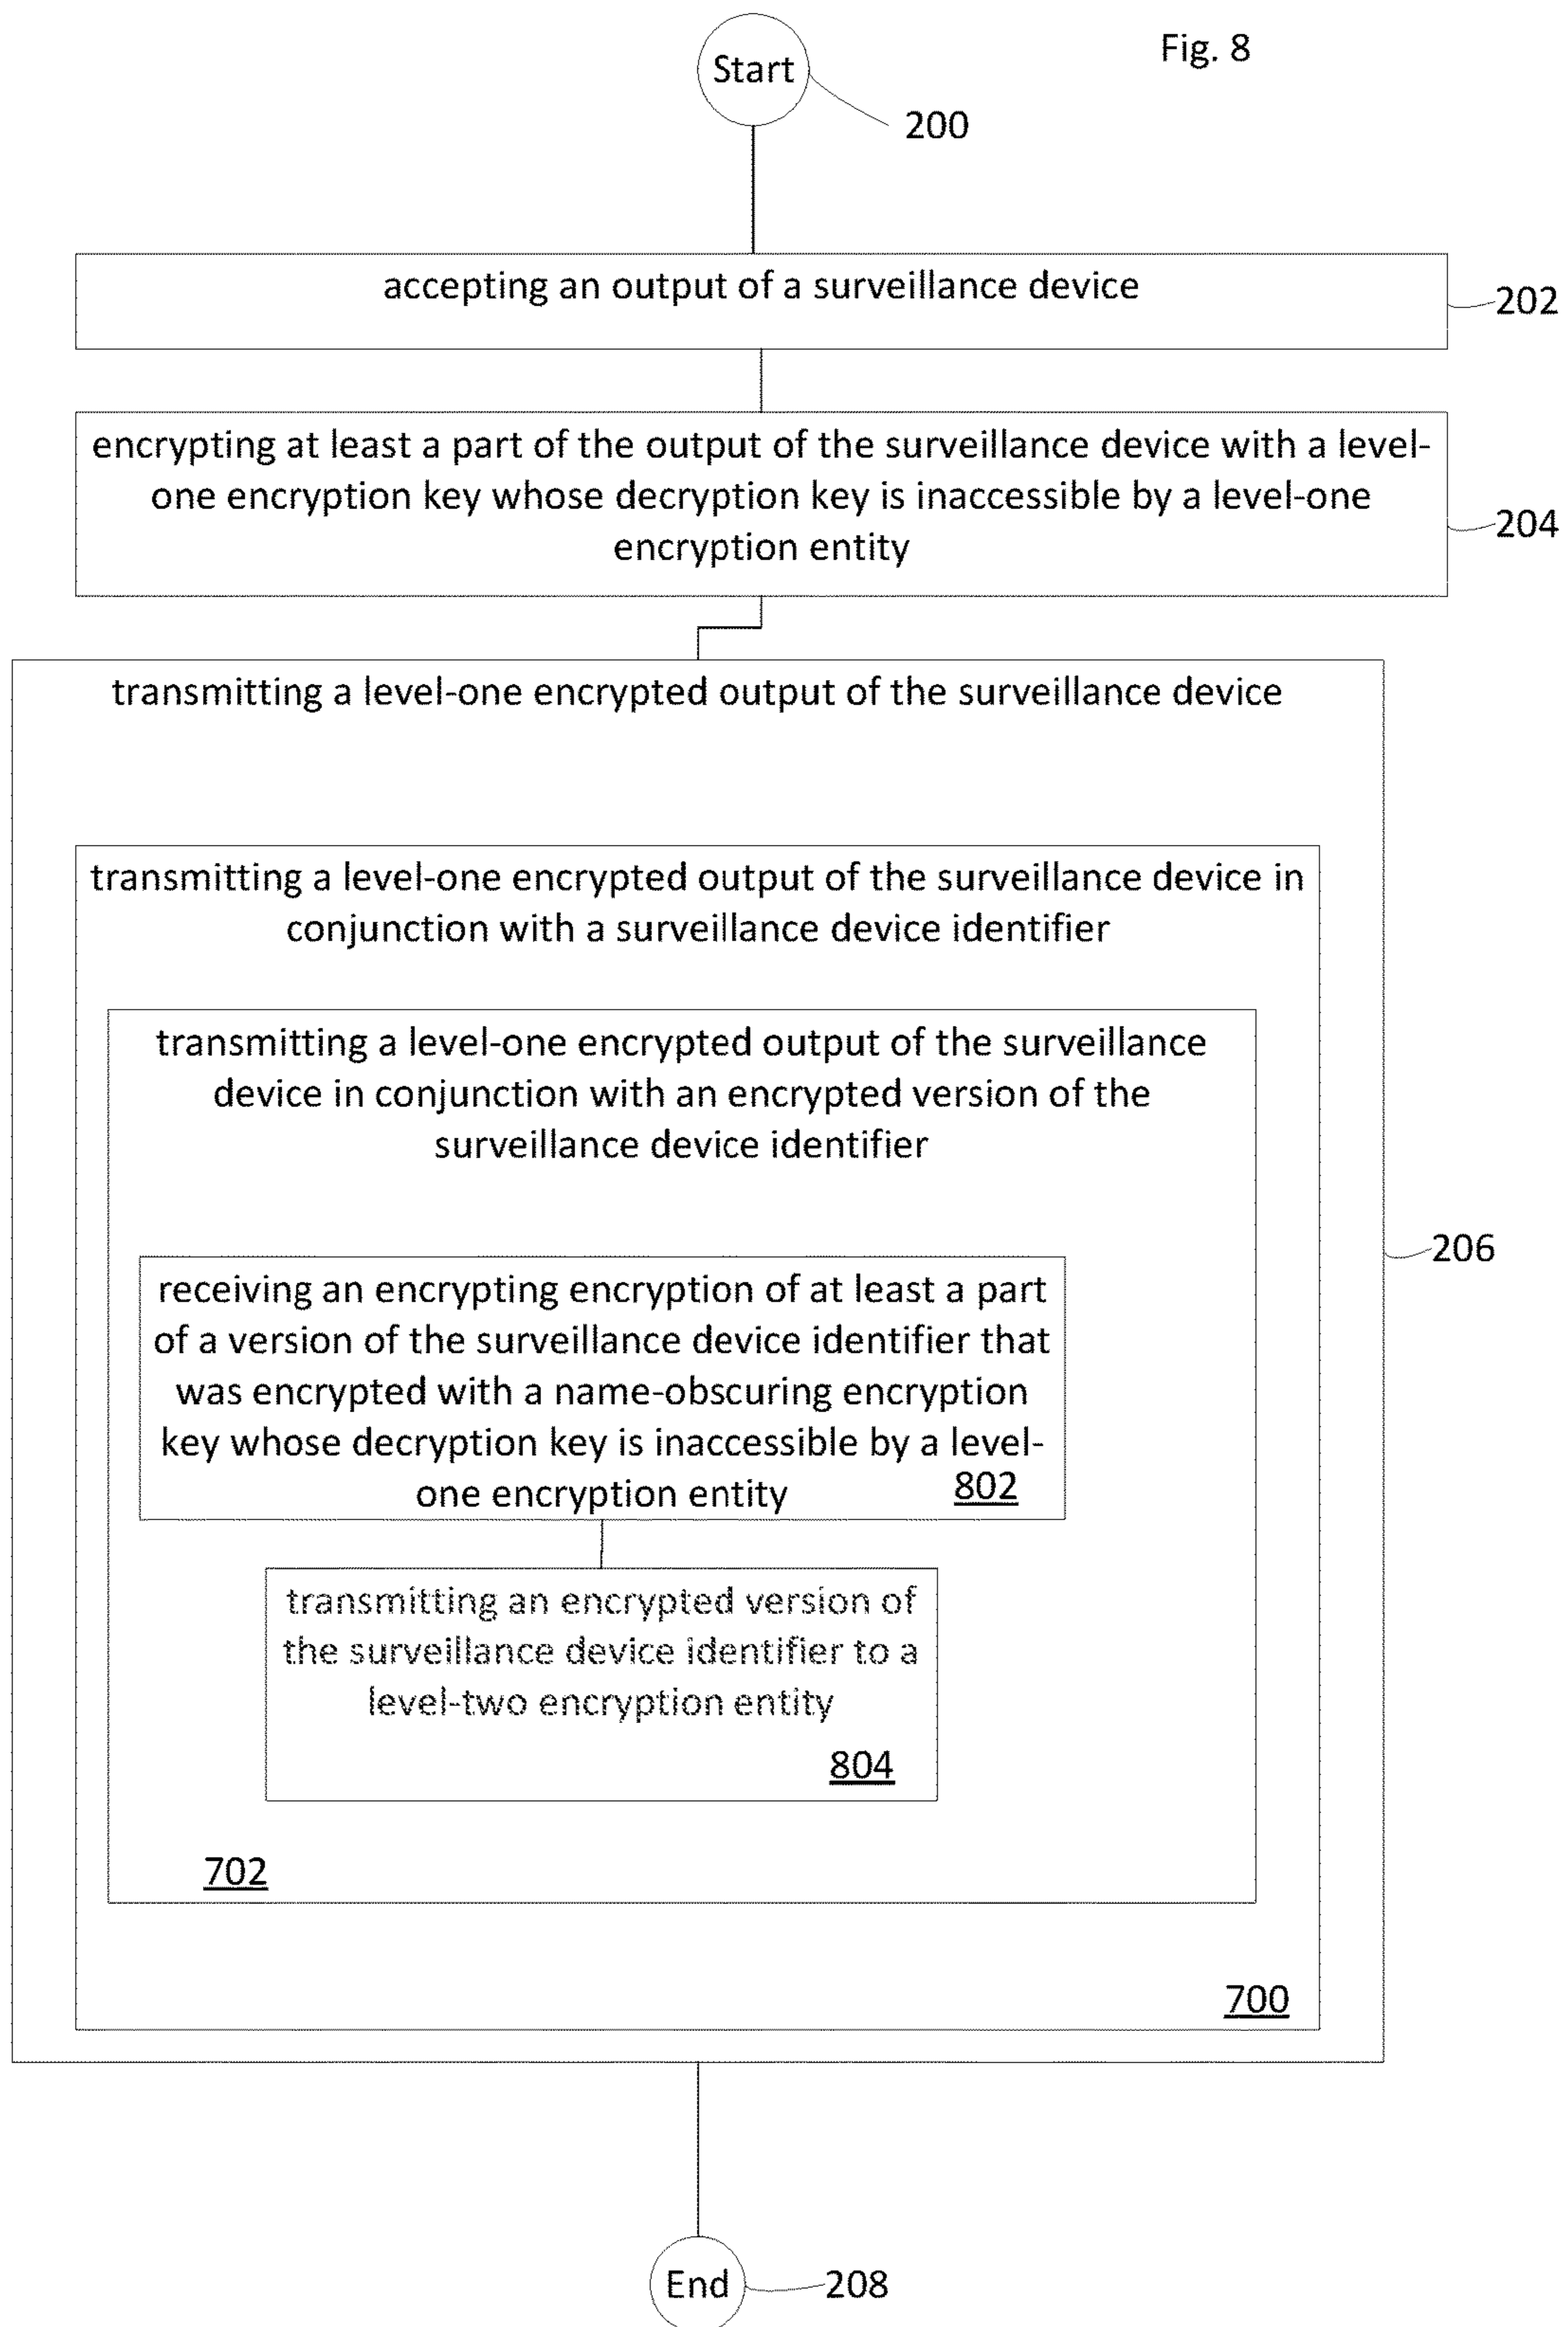 Fig. 8
Start
200
accepting an output of a surveillance device
202
encrypting at least a part of the output of the surveillance device with a level-
one encryption key whose decryption key is inaccessible by a level-one
encryption entity
204
transmitting a level-one encrypted output of the surveillance device
transmitting a level-one encrypted output of the surveillance device in
conjunction with a surveillance device identifier
transmitting a level-one encrypted output of the surveillance
device in conjunction with an encrypted version of the
surveillance device identifier
206
receiving an encrypting encryption of at least a part
of a version of the surveillance device identifier that
was encrypted with a name-obscuring encryption
key whose decryption key is inaccessible by a level-
one encryption entity
802
transmitting an encrypted version of
the surveillance device identifier to a
level-two encryption entity
804
702
700
End
208